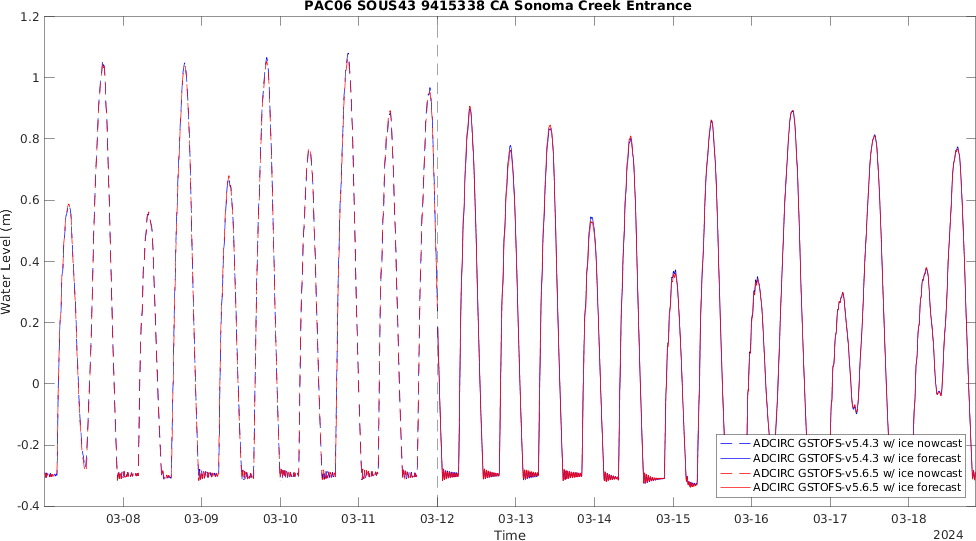 PAC06 SOUS43 9415338 CA Sonoma Creek Entrance
1.2
1
0.8
0.6
0.4
0.2
0
-0.2
-0.4
Water Level (m)
ADCIRC GSTOFS-v5.4.3 w/ ice nowcast
ADCIRC GSTOFS-v5.4.3 w/ ice forecast
ADCIRC GSTOFS-v5.6.5 w/ ice nowcast
ADCIRC GSTOFS-v5.6.5 w/ ice forecast
03-08 03-09 03-10 03-11 03-12 03-13 03-14 03-15 03-16 03-17 03-18
Time
2024